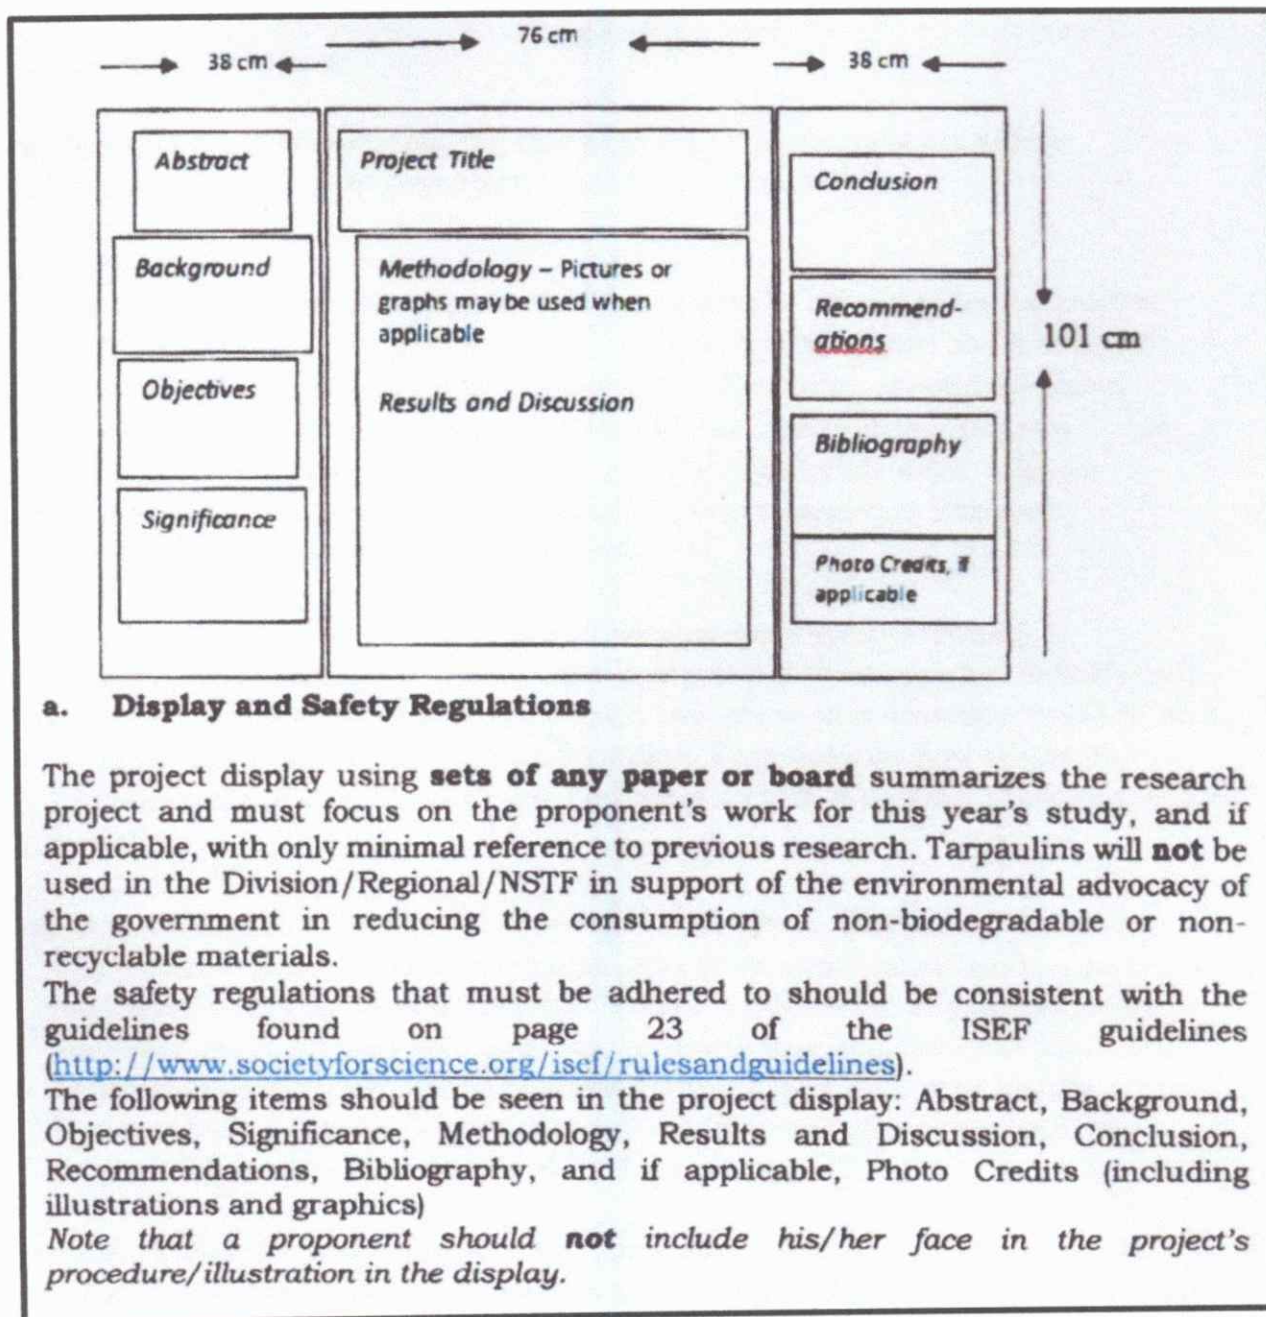 76 cm
38 cm
38 cm
Abstract
Background
Objectives
Significance
Project Title
Methodology – Pictures or
graphs may be used when
applicable
Results and Discussion
Conclusion
Recommend-
ations
Bibliography
Photo Credits, if
applicable
101 cm
a. Display and Safety Regulations
The project display using sets of any paper or board summarizes the research
project and must focus on the proponent's work for this year's study, and if
applicable, with only minimal reference to previous research. Tarpaulins will not be
used in the Division/Regional/NSTF in support of the environmental advocacy of
the government in reducing the consumption of non-biodegradable or non-
recyclable materials.
The safety regulations that must be adhered to should be consistent with the
guidelines found on page 23 of the ISEF guidelines
(http://www.societyforscience.org/isef/rulesandguidelines).
The following items should be seen in the project display: Abstract, Background,
Objectives, Significance, Methodology, Results and Discussion, Conclusion,
Recommendations, Bibliography, and if applicable, Photo Credits (including
illustrations and graphics)
Note that a proponent should not include his/her face in the project's
procedure/illustration in the display.